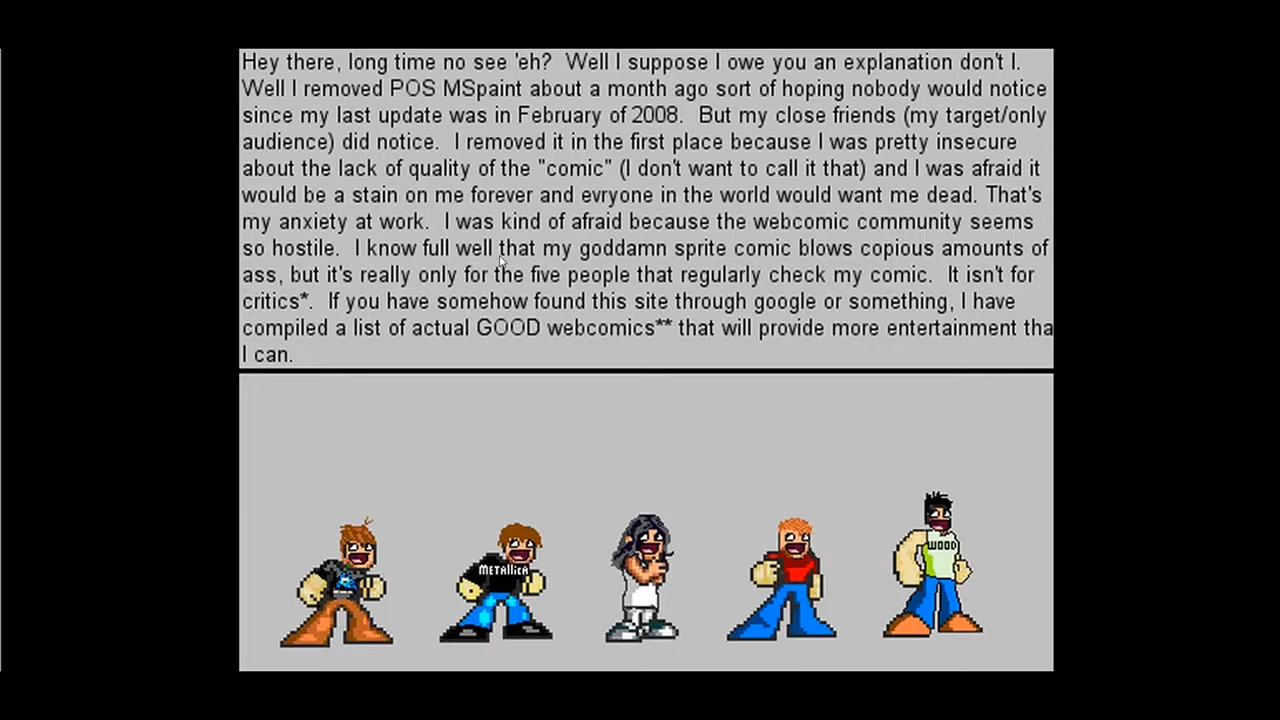 Hey there, long time no see 'eh?  Well I suppose I owe you an explanation don't I.
Well I removed POS MSpaint about a month ago sort of hoping nobody would notice
since my last update was in February of 2008.  But my close friends (my target/only
audience) did notice.  I removed it in the first place because I was pretty insecure
about the lack of quality of the "comic" (I don't want to call it that) and I was afraid it
would be a stain on me forever and evryone in the world would want me dead. That's
my anxiety at work.  I was kind of afraid because the webcomic community seems
so hostile.  I know full well that my goddamn sprite comic blows copious amounts of
ass, but it's really only for the five people that regularly check my comic.  It isn't for
critics*.  If you have somehow found this site through google or something, I have
compiled a list of actual GOOD webcomics** that will provide more entertainment tha
I can.
METAllicA
WOOD